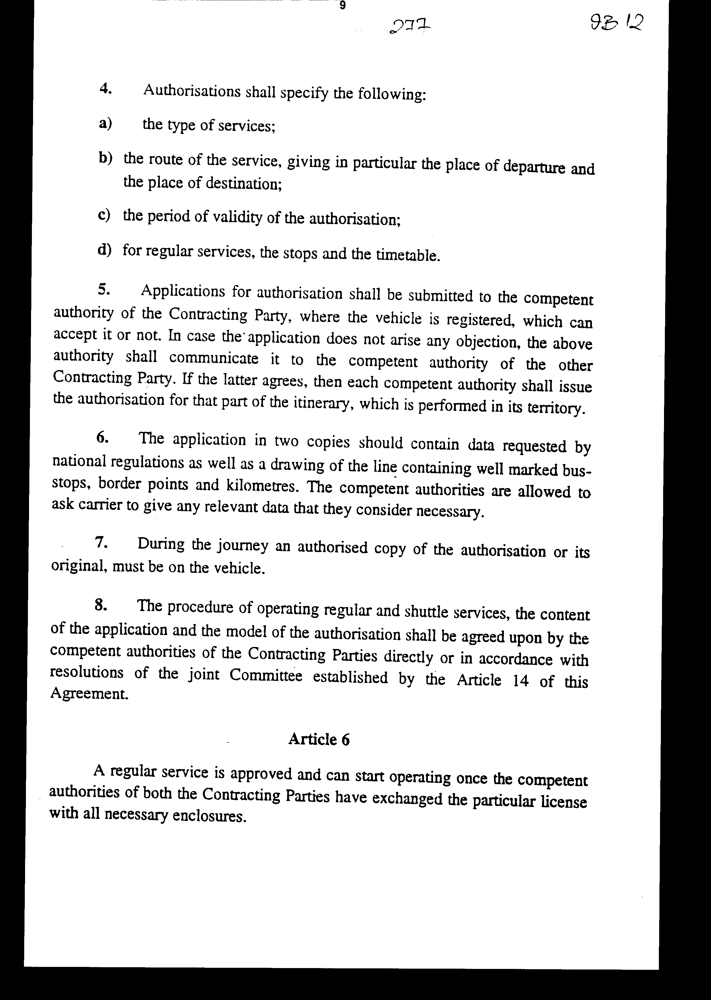 9
277
9B 12
4. Authorisations shall specify the following:
a) the type of services;
b) the route of the service, giving in particular the place of departure and
the place of destination;
c) the period of validity of the authorisation;
d) for regular services, the stops and the timetable.
5. Applications for authorisation shall be submitted to the competent
authority of the Contracting Party, where the vehicle is registered, which can
accept it or not. In case the application does not arise any objection, the above
authority shall communicate it to the competent authority of the other
Contracting Party. If the latter agrees, then each competent authority shall issue
the authorisation for that part of the itinerary, which is performed in its territory.
6. The application in two copies should contain data requested by
national regulations as well as a drawing of the line containing well marked bus-
stops, border points and kilometres. The competent authorities are allowed to
ask carrier to give any relevant data that they consider necessary.
7. During the journey an authorised copy of the authorisation or its
original, must be on the vehicle.
8. The procedure of operating regular and shuttle services, the content
of the application and the model of the authorisation shall be agreed upon by the
competent authorities of the Contracting Parties directly or in accordance with
resolutions of the joint Committee established by the Article 14 of this
Agreement.
Article 6
A regular service is approved and can start operating once the competent
authorities of both the Contracting Parties have exchanged the particular license
with all necessary enclosures.